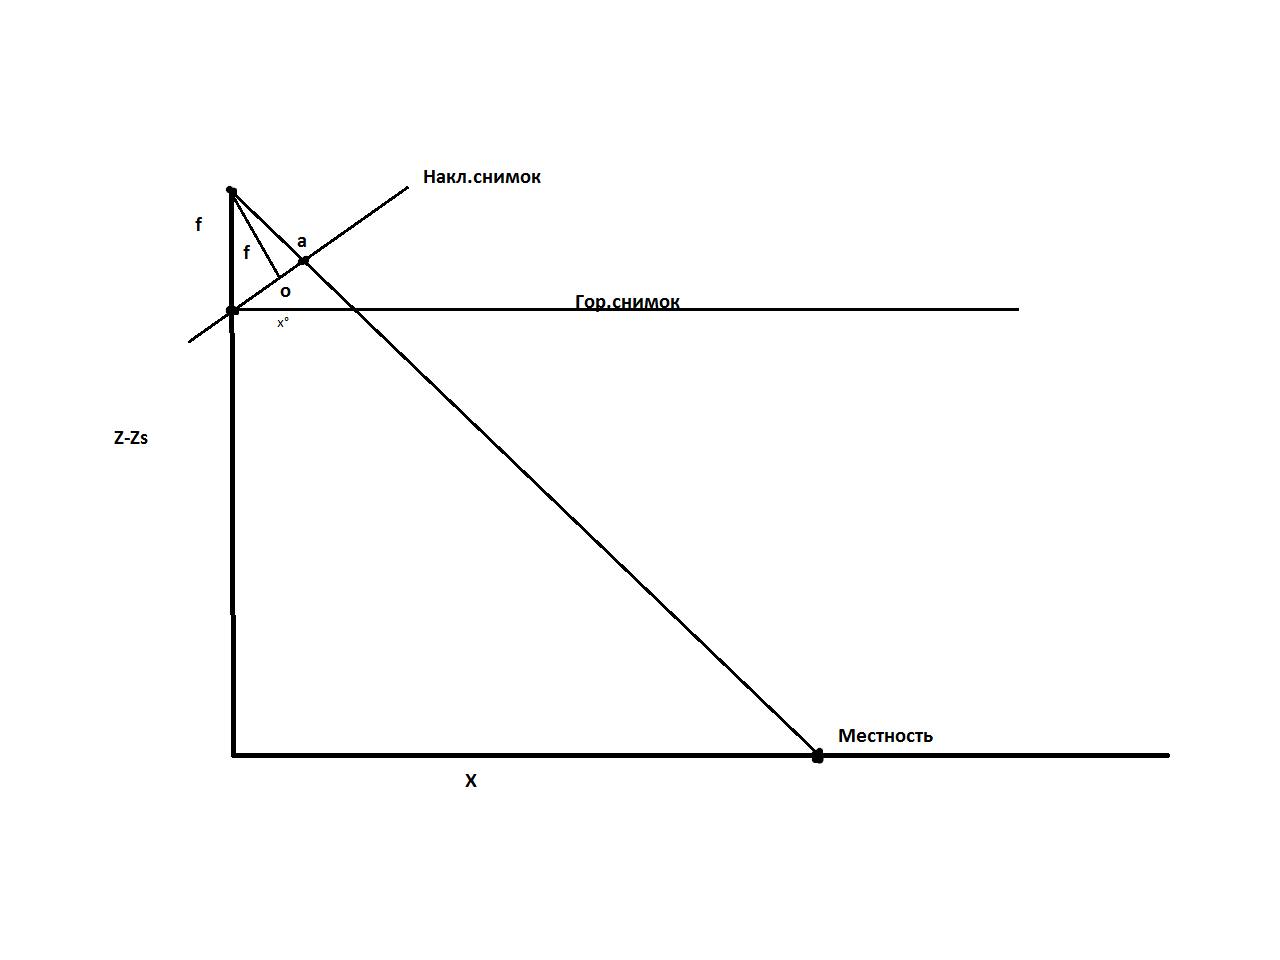 Накл.снимок
f
a
f
o
Гор.снимок
x°
Z-Zs
Местность
X